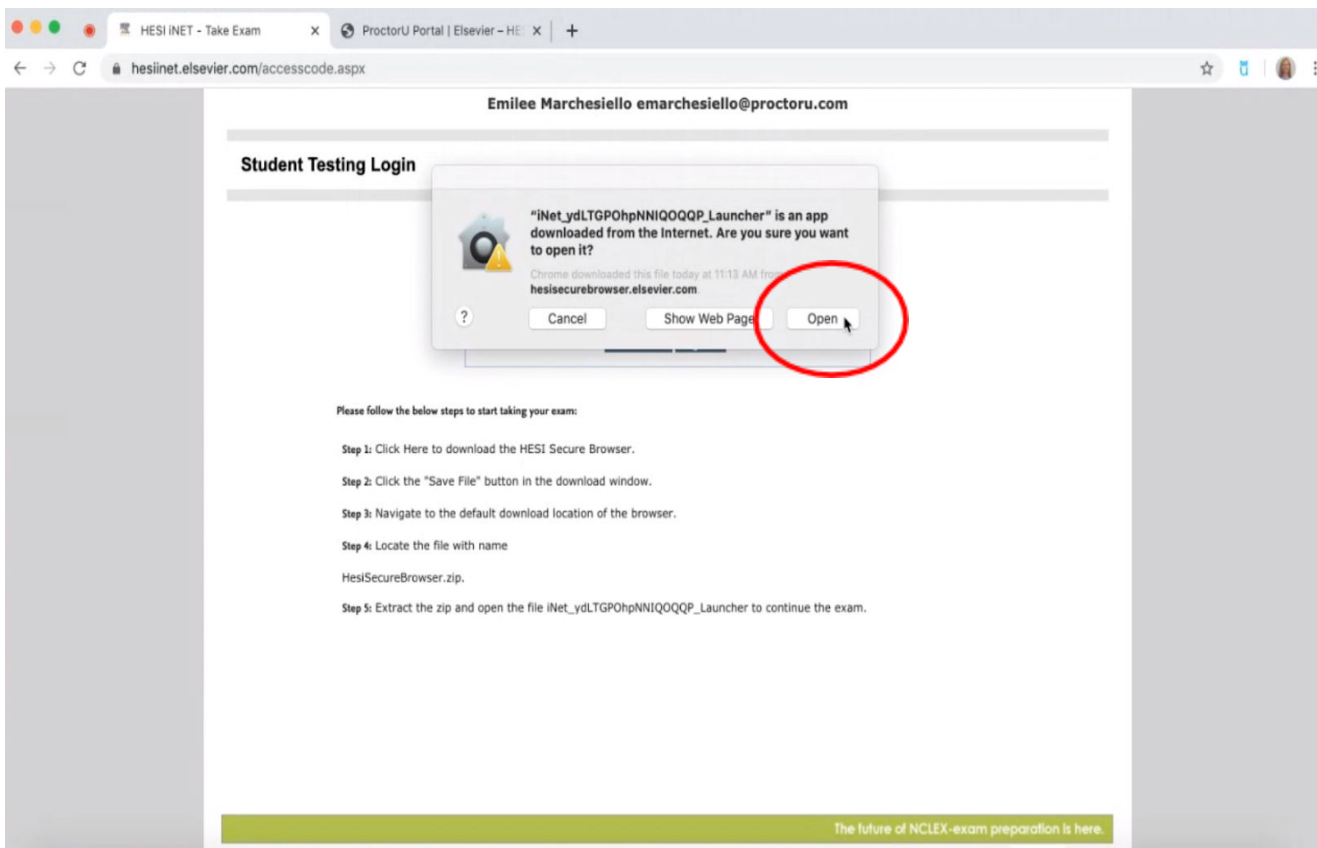 HESI iNET - Take Exam
ProctorU Portal | Elsevier – HE
hesiinet.elsevier.com/accesscode.aspx
Emilee Marchesiello emarchesiello@proctoru.com
Student Testing Login
“iNet_ydLTGPOhpNNIQOQQP_Launcher” is an app
downloaded from the Internet. Are you sure you want
to open it?
Chrome downloaded this file today at 11:13 AM from
hesisecurebrowser.elsevier.com
? Cancel Show Web Page Open
Please follow the below steps to start taking your exam:
Step 1: Click Here to download the HESI Secure Browser.
Step 2: Click the "Save File" button in the download window.
Step 3: Navigate to the default download location of the browser.
Step 4: Locate the file with name
HesiSecureBrowser.zip.
Step 5: Extract the zip and open the file iNet_ydLTGPOhpNNIQOQQP_Launcher to continue the exam.
The future of NCLEX-exam preparation is here.